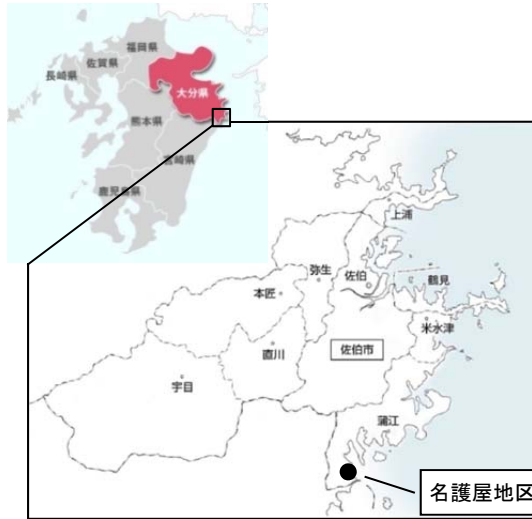 福岡県
佐賀県
長崎県
大分県
熊本県
宮崎県
鹿児島県
上浦
弥生
佐伯
鶴見
本匠
米水津
直川
佐伯市
宇目
蒲江
名護屋地区